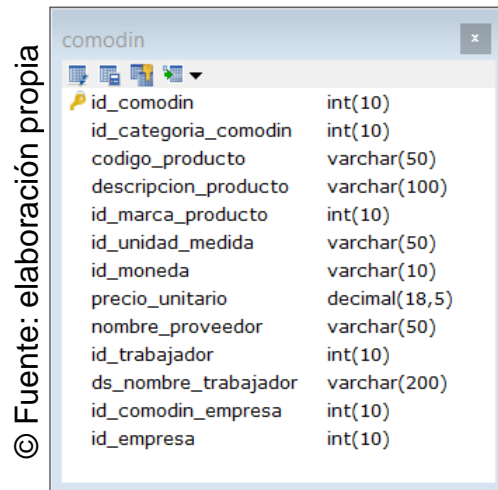 © Fuente: elaboración propia
comodin
x
id_comodin int(10)
id_categoria_comodin int(10)
codigo_producto varchar(50)
descripcion_producto varchar(100)
id_marca_producto int(10)
id_unidad_medida varchar(50)
id_moneda varchar(10)
precio_unitario decimal(18,5)
nombre_proveedor varchar(50)
id_trabajador int(10)
ds_nombre_trabajador varchar(200)
id_comodin_empresa int(10)
id_empresa int(10)